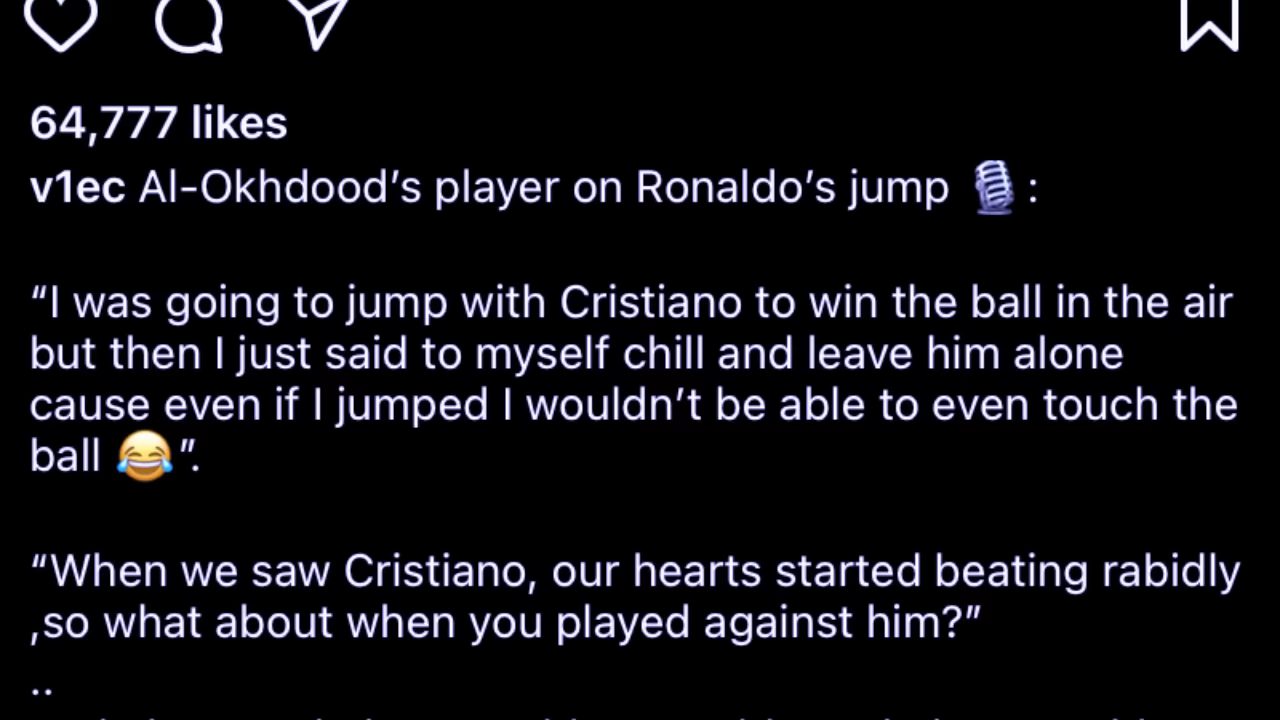 64,777 likes
v1ec Al-Okhdood’s player on Ronaldo’s jump 🎙️ :
“I was going to jump with Cristiano to win the ball in the air
but then I just said to myself chill and leave him alone
cause even if I jumped I wouldn’t be able to even touch the
ball 😂”.
“When we saw Cristiano, our hearts started beating rabidly
,so what about when you played against him?”
..